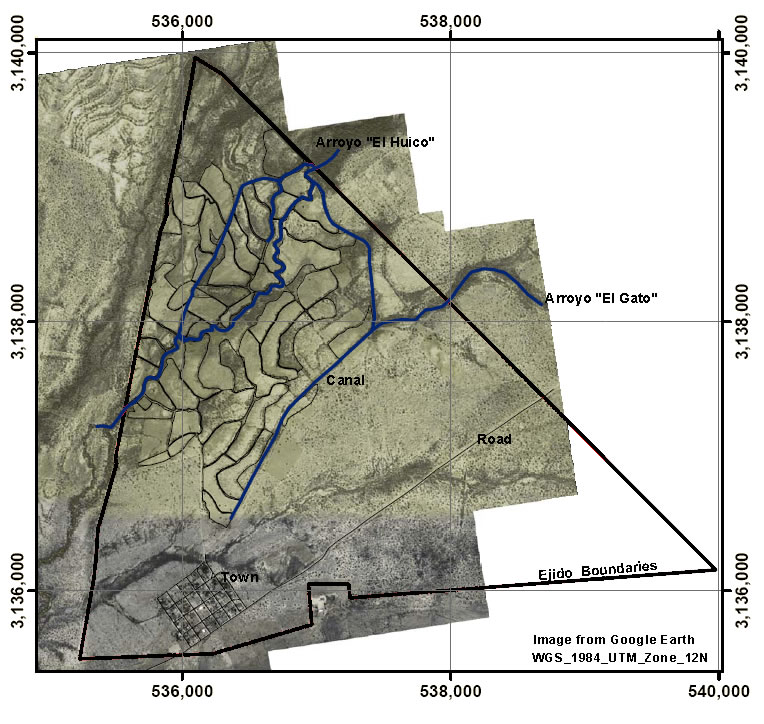 536,000
538,000
3,140,000
3,140,000
Arroyo "El Huico"
Arroyo "El Gato"
3,138,000
3,138,000
Canal
Road
Town
Ejido Boundaries
3,136,000
3,136,000
Image from Google Earth
WGS_1984_UTM_Zone_12N
536,000
538,000
540,000